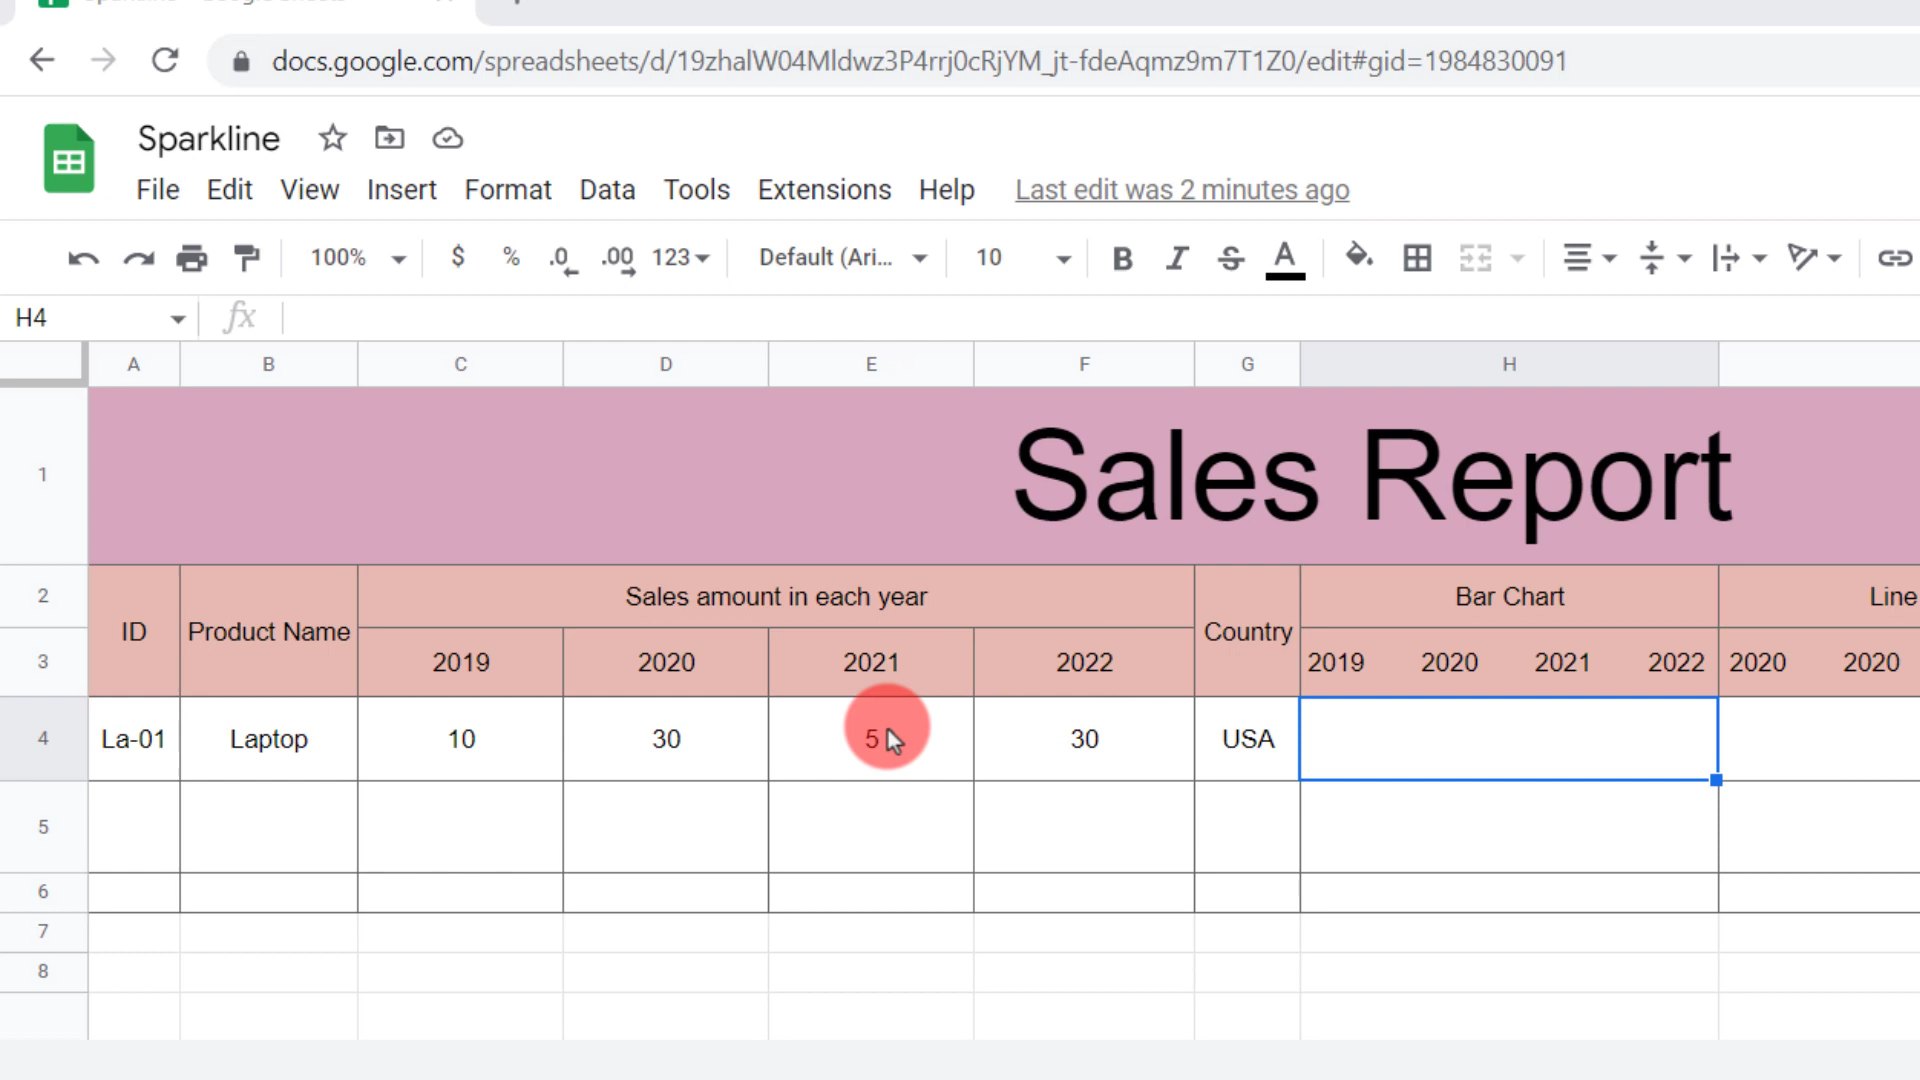 docs.google.com/spreadsheets/d/19zhalW04Mldwz3P4rrj0cRjYM_jt-fdeAqmz9m7T1Z0/edit#gid=1984830091
Sparkline
File Edit View Insert Format Data Tools Extensions Help Last edit was 2 minutes ago
100% $ % .0 .00 123 Default (Ari... 10 B I S A
H4 fx
A B C D E F G H
1 Sales Report
2 Sales amount in each year Bar Chart Line
ID Product Name Country
3 2019 2020 2021 2022 2019 2020 2021 2022 2020 2020
4 La-01 Laptop 10 30 5 30 USA
5
6
7
8